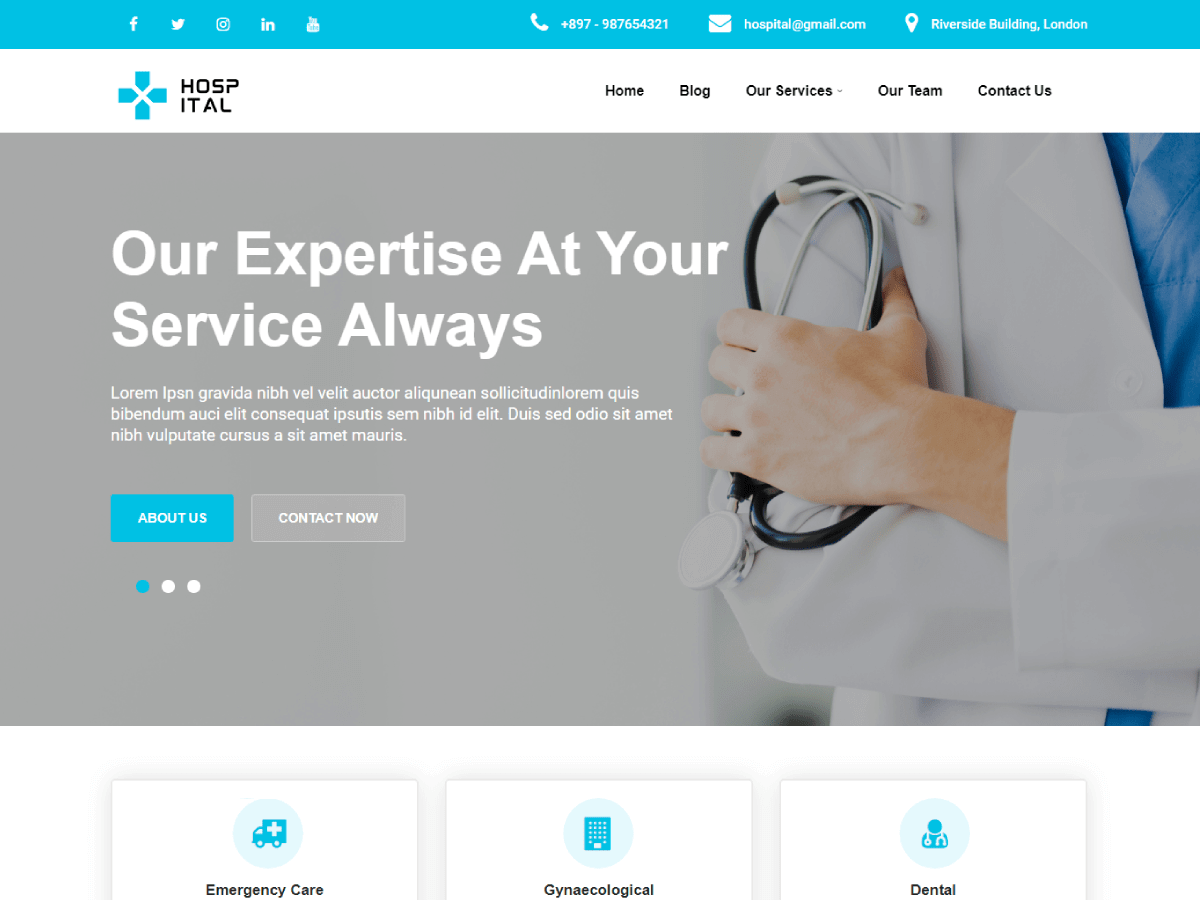 +897 - 987654321
hospital@gmail.com
Riverside Building, London
HOSP
ITAL
Home
Blog
Our Services
Our Team
Contact Us
Our Expertise At Your
Service Always
Lorem Ipsn gravida nibh vel velit auctor aliqunean sollicitudinlorem quis
bibendum auci elit consequat ipsutis sem nibh id elit. Duis sed odio sit amet
nibh vulputate cursus a sit amet mauris.
ABOUT US
CONTACT NOW
Emergency Care
Gynaecological
Dental